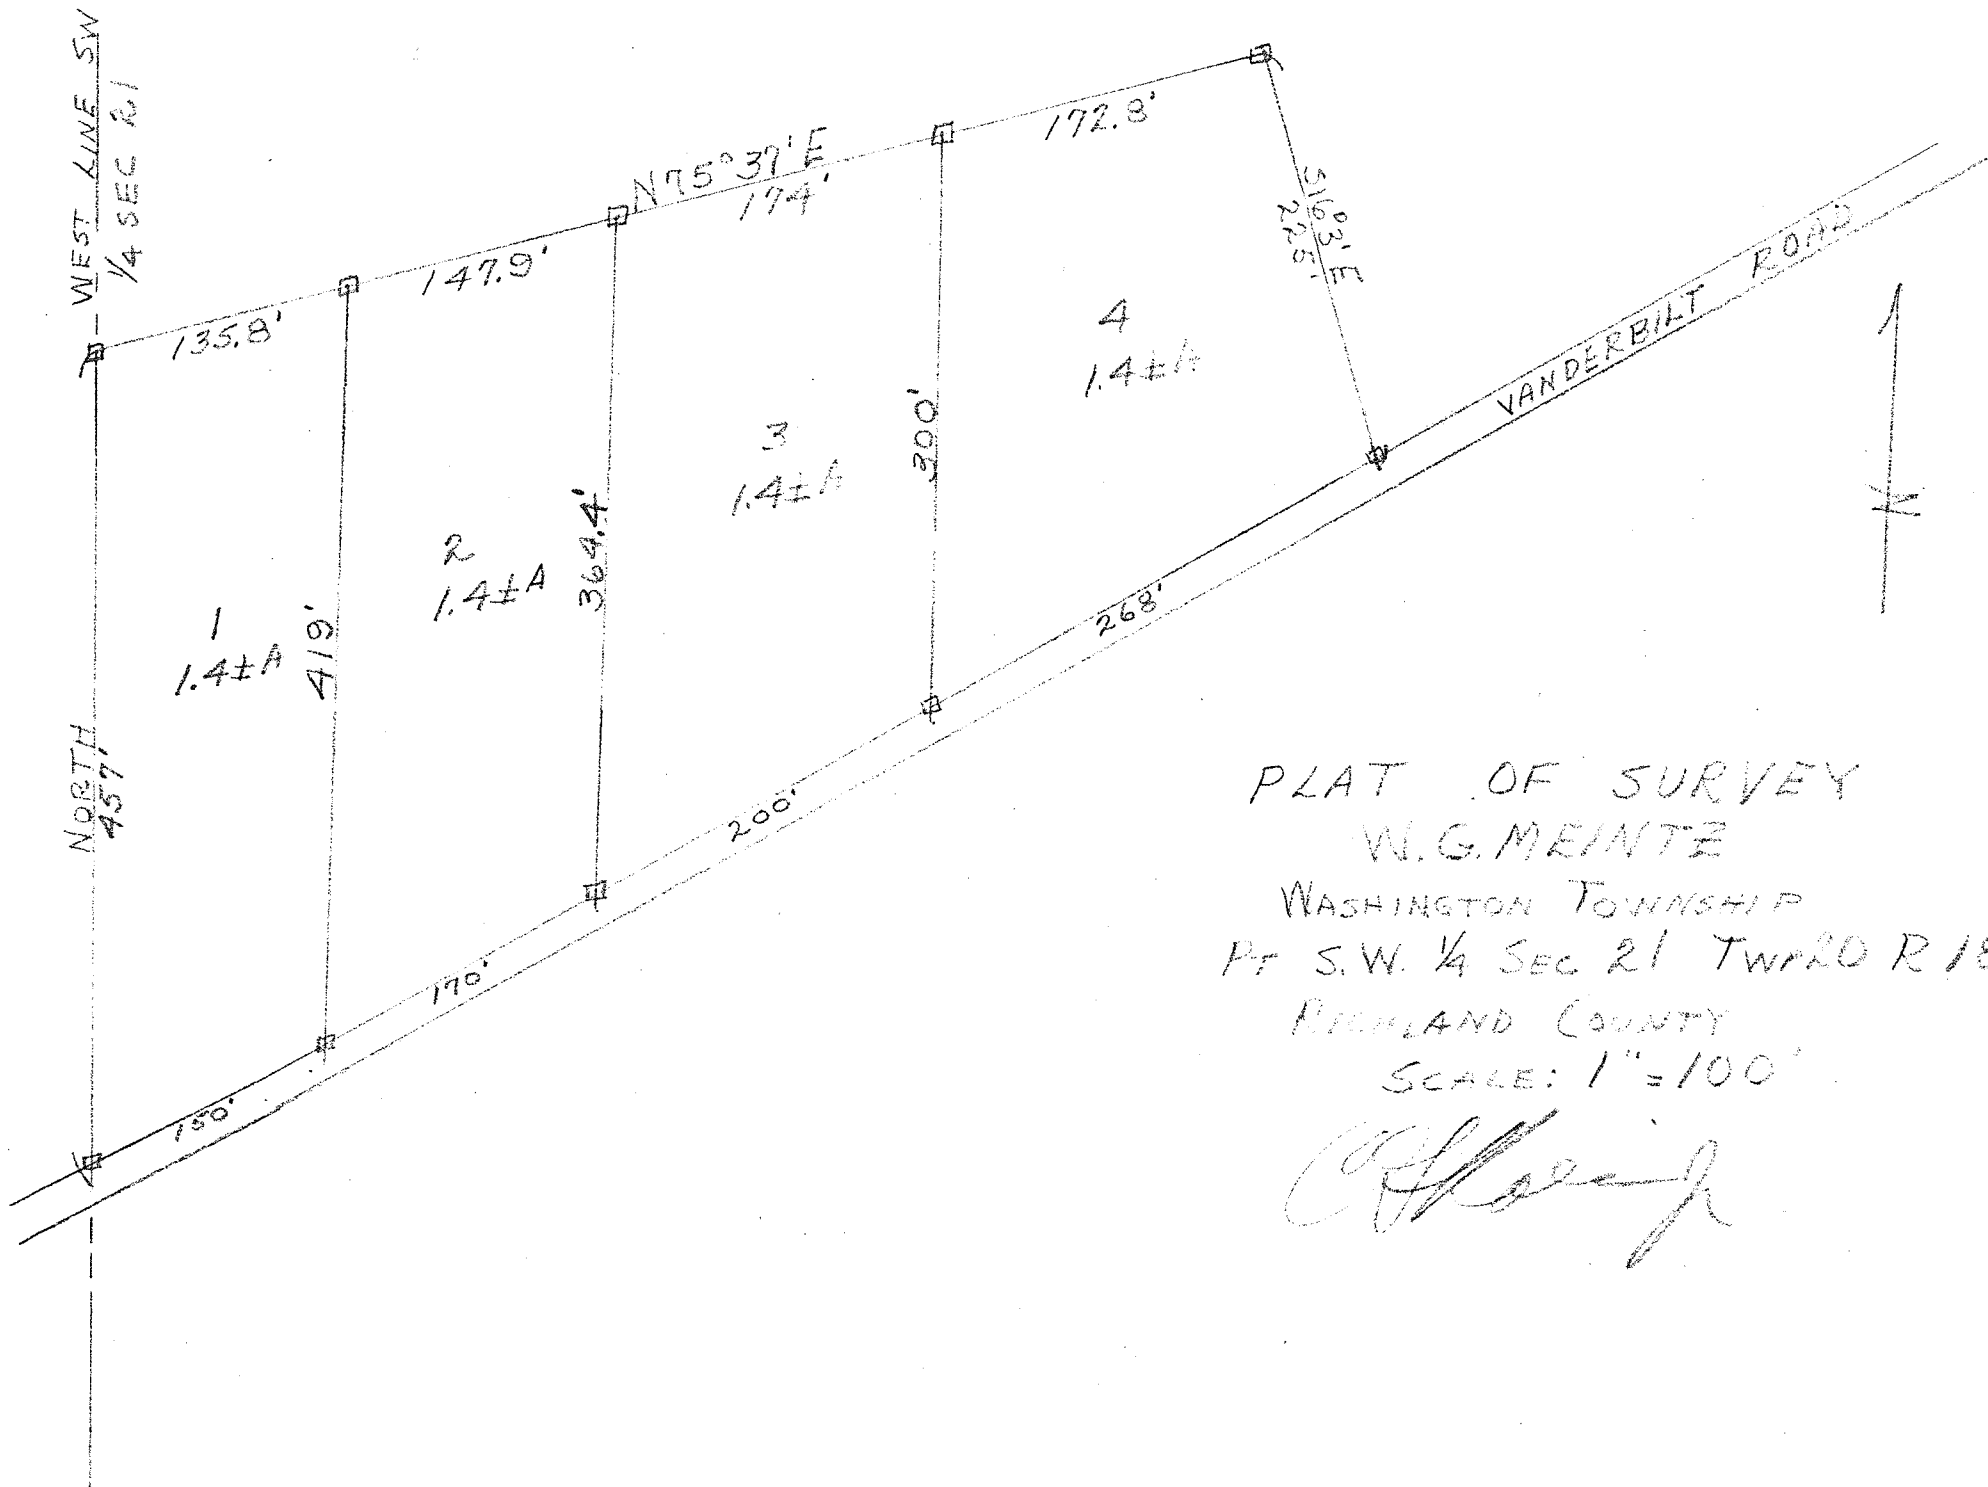 WEST LINE SW
1/4 SEC 21
135.8'
147.9'
N75°37'E
174'
172.8'
S16°3'E
225'
NORTH
457'
1
1.4±A
419'
2
1.4±A
364.4'
3
1.4±A
300'
4
1.4±A
150'
170'
200'
268'
VANDERBILT ROAD
N
PLAT OF SURVEY
W.G. MEINTZ
WASHINGTON TOWNSHIP
PT S.W. 1/4 SEC 21 TWP20 R 18
RICHLAND COUNTY
SCALE: 1"=100'